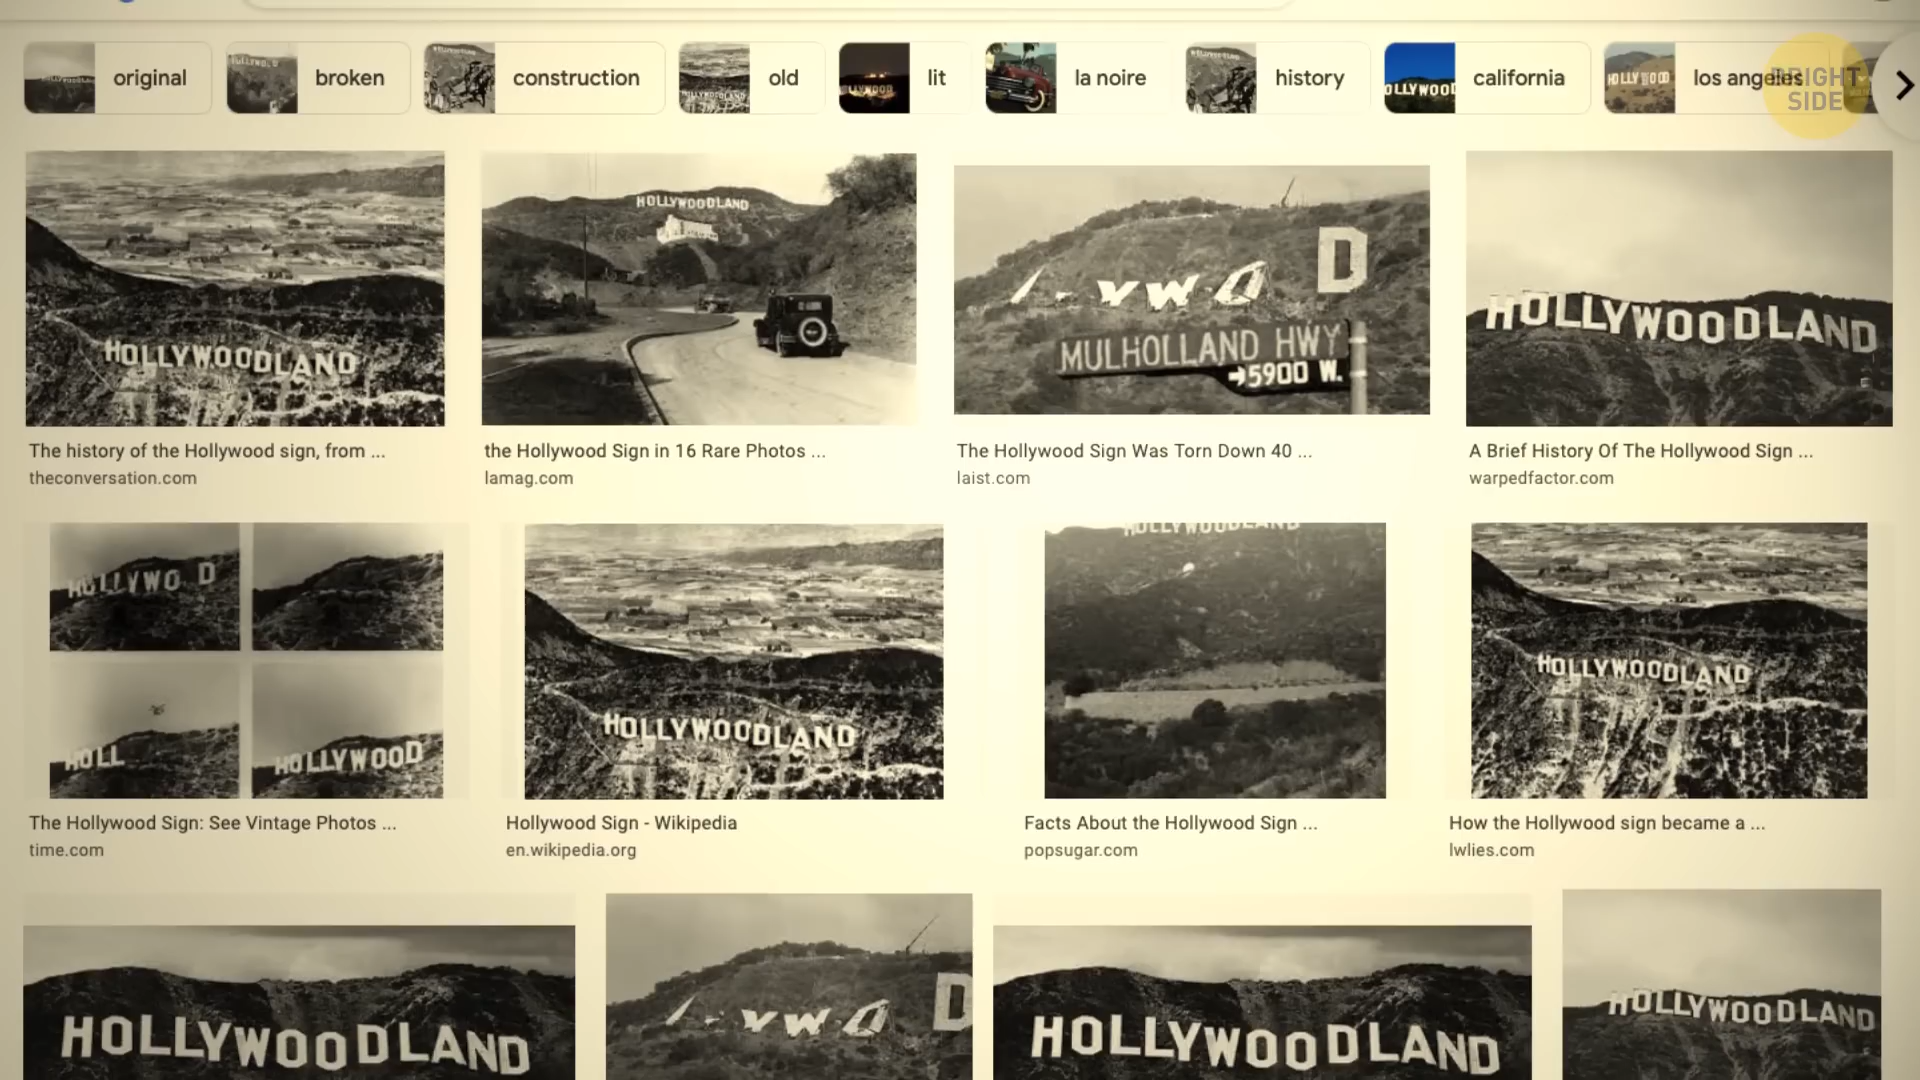 original
broken
construction
old
lit
la noire
history
california
los angeles
BRIGHT
SIDE
HOLLYWOODLAND
HOLLYWOODLAND
D
YW
MULHOLLAND HWY
→5900 W.
HOLLYWOODLAND
The history of the Hollywood sign, from ...
theconversation.com
the Hollywood Sign in 16 Rare Photos ...
lamag.com
The Hollywood Sign Was Torn Down 40 ...
laist.com
A Brief History Of The Hollywood Sign ...
warpedfactor.com
HOLLYWO D
HOLL
HOLLYWOOD
HOLLYWOODLAND
HOLLYWOODLAND
HOLLYWOODLAND
The Hollywood Sign: See Vintage Photos ...
time.com
Hollywood Sign - Wikipedia
en.wikipedia.org
Facts About the Hollywood Sign ...
popsugar.com
How the Hollywood sign became a ...
lwlies.com
HOLLYWOODLAND
YW
D
HOLLYWOODLAND
HOLLYWOODLAND